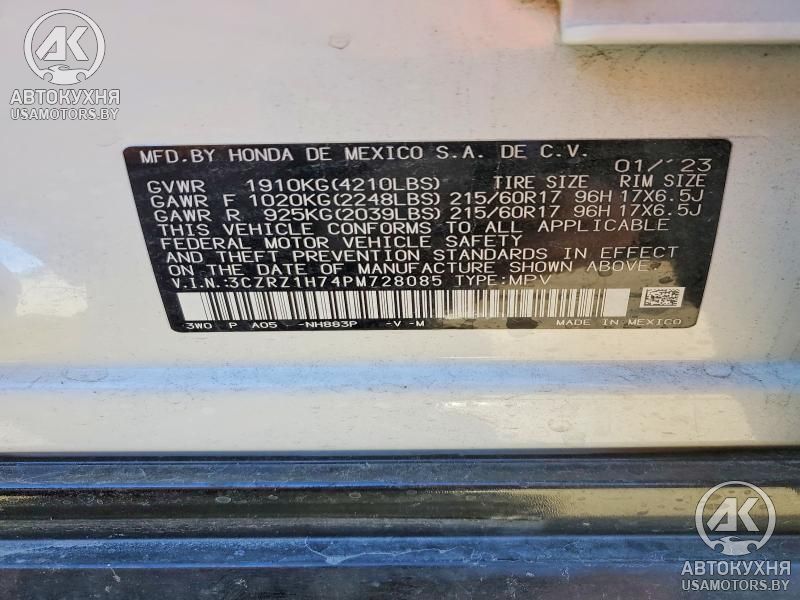 AK
АВТОКУХНЯ
USAMOTORS.BY
MFD.BY HONDA DE MEXICO S.A. DE C.V. 01/'23
GVWR 1910KG(4210LBS) TIRE SIZE RIM SIZE
GAWR F 1020KG(2248LBS) 215/60R17 96H 17X6.5J
GAWR R 925KG(2039LBS) 215/60R17 96H 17X6.5J
THIS VEHICLE CONFORMS TO ALL APPLICABLE
FEDERAL MOTOR VEHICLE SAFETY
AND THEFT PREVENTION STANDARDS IN EFFECT
ON THE DATE OF MANUFACTURE SHOWN ABOVE.
V.I.N.:3CZRZ1H74PM728085 TYPE:MPV
3W0 P A05 -NH883P -V -M MADE IN MEXICO
AK
АВТОКУХНЯ
USAMOTORS.BY